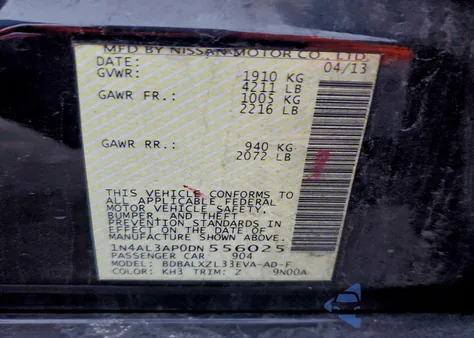 MFD BY NISSAN MOTOR CO., LTD.
DATE: 04/13
GVWR: 1910 KG
4211 LB
GAWR FR.: 1005 KG
2216 LB
GAWR RR.: 940 KG
2072 LB
THIS VEHICLE CONFORMS TO
ALL APPLICABLE FEDERAL
MOTOR VEHICLE SAFETY,
BUMPER, AND THEFT
PREVENTION STANDARDS IN
EFFECT ON THE DATE OF
MANUFACTURE SHOWN ABOVE.
1N4AL3AP0DN556025
PASSENGER CAR 904
MODEL: BDBALXZL33EVA-AD-F
COLOR: KH3 TRIM: Z 9N00A